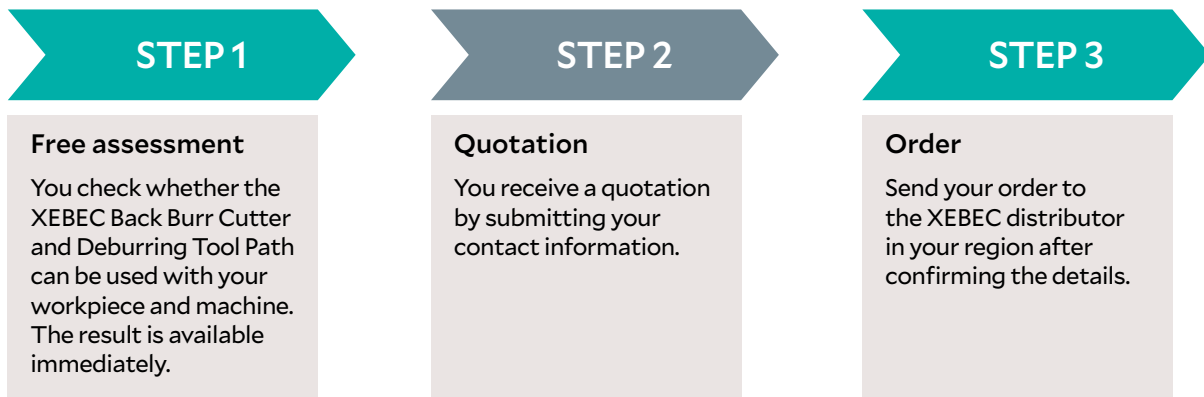 STEP 1
Free assessment
You check whether the
XEBEC Back Burr Cutter
and Deburring Tool Path
can be used with your
workpiece and machine.
The result is available
immediately.
STEP 2
Quotation
You receive a quotation
by submitting your
contact information.
STEP 3
Order
Send your order to
the XEBEC distributor
in your region after
confirming the details.